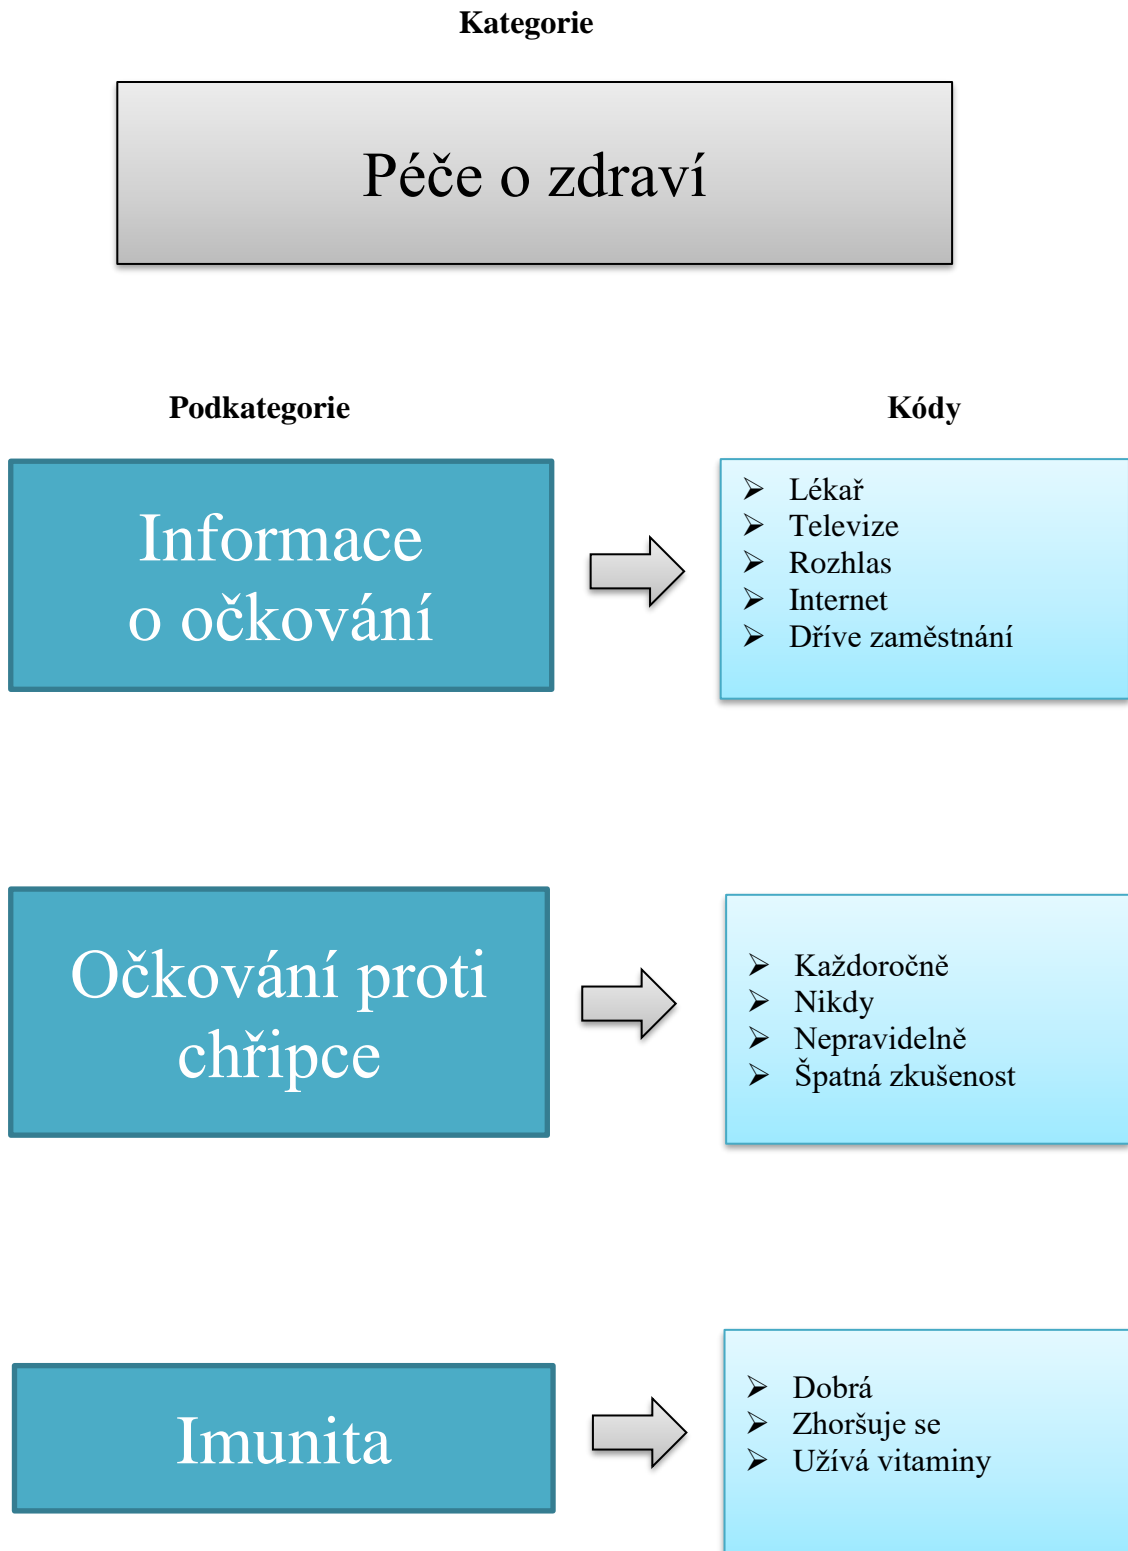 Kategorie
Péče o zdraví
Podkategorie
Kódy
Informace
o očkování
Lékař
Televize
Rozhlas
Internet
Dříve zaměstnání
Očkování proti
chřipce
Každoročně
Nikdy
Nepravidelně
Špatná zkušenost
Imunita
Dobrá
Zhoršuje se
Užívá vitaminy